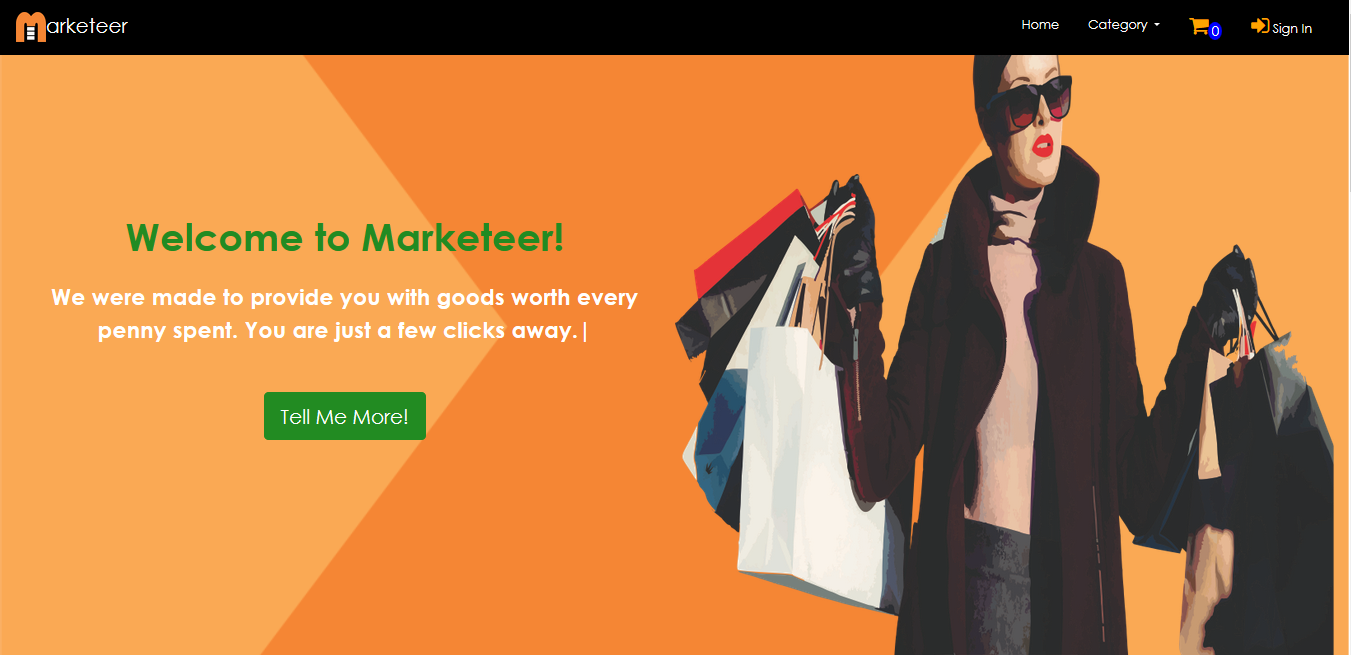 Marketeer
Home
Category
0
Sign In
Welcome to Marketeer!
We were made to provide you with goods worth every
penny spent. You are just a few clicks away.|
Tell Me More!